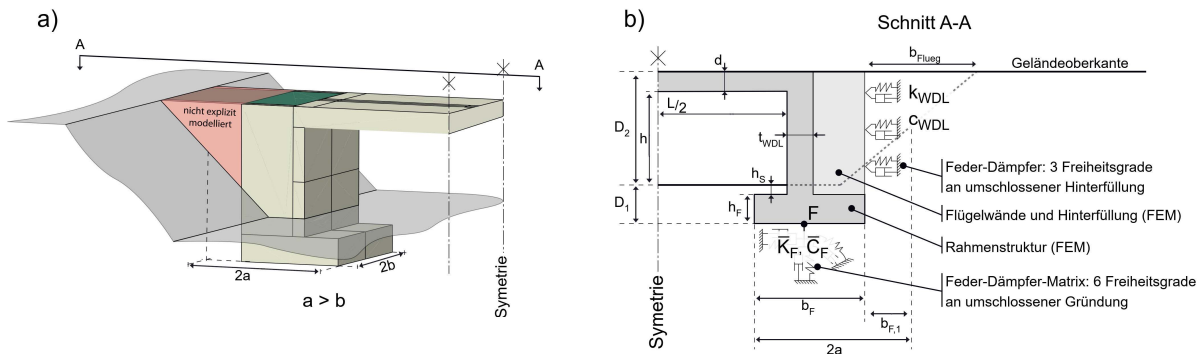 a)
A
A
nicht explizit
modelliert
2a
2b
a > b
Symetrie
b)
Schnitt A-A
b_Flueg
Geländeoberkante
d
L/2
D_2
h
t_WDL
k_WDL
c_WDL
h_S
D_1
h_F
F
K̅_F, C̅_F
Feder-Dämpfer: 3 Freiheitsgrade
an umschlossener Hinterfüllung
Flügelwände und Hinterfüllung (FEM)
Rahmenstruktur (FEM)
Feder-Dämpfer-Matrix: 6 Freiheitsgrade
an umschlossener Gründung
b_F
b_F,1
2a
Symetrie